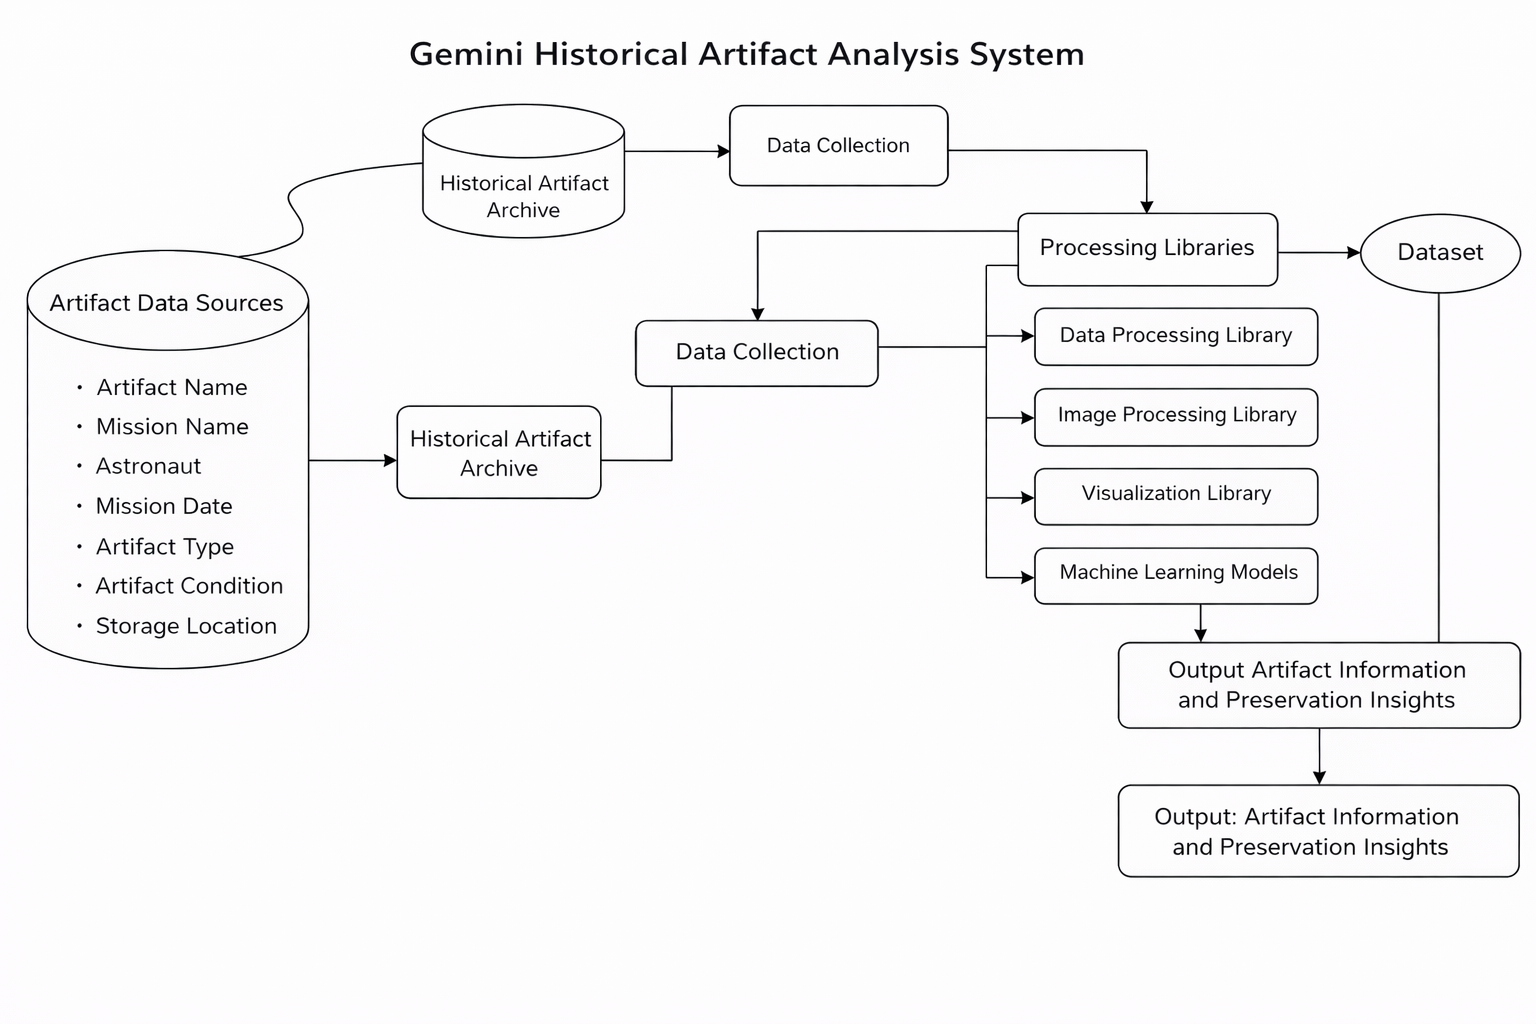 Gemini Historical Artifact Analysis System
Historical Artifact
Archive
Data Collection
Processing Libraries
Dataset
Artifact Data Sources
• Artifact Name
• Mission Name
• Astronaut
• Mission Date
• Artifact Type
• Artifact Condition
• Storage Location
Historical Artifact
Archive
Data Collection
Data Processing Library
Image Processing Library
Visualization Library
Machine Learning Models
Output Artifact Information
and Preservation Insights
Output: Artifact Information
and Preservation Insights